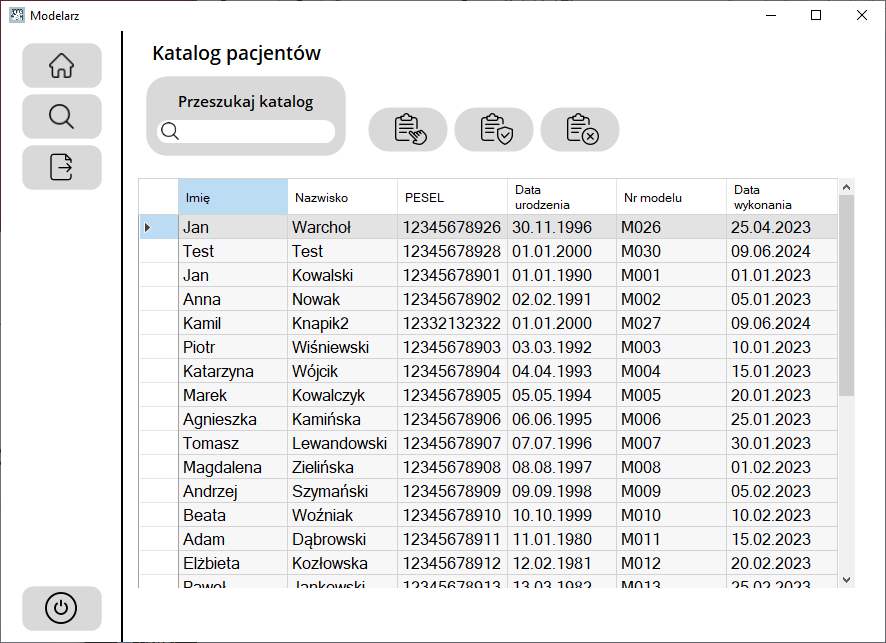 Modelarz
Katalog pacjentów
Przeszukaj katalog
Imię Nazwisko PESEL Data urodzenia Nr modelu Data wykonania
Jan Warchoł 12345678926 30.11.1996 M026 25.04.2023
Test Test 12345678928 01.01.2000 M030 09.06.2024
Jan Kowalski 12345678901 01.01.1990 M001 01.01.2023
Anna Nowak 12345678902 02.02.1991 M002 05.01.2023
Kamil Knapik2 12332132322 01.01.2000 M027 09.06.2024
Piotr Wiśniewski 12345678903 03.03.1992 M003 10.01.2023
Katarzyna Wójcik 12345678904 04.04.1993 M004 15.01.2023
Marek Kowalczyk 12345678905 05.05.1994 M005 20.01.2023
Agnieszka Kamińska 12345678906 06.06.1995 M006 25.01.2023
Tomasz Lewandowski 12345678907 07.07.1996 M007 30.01.2023
Magdalena Zielińska 12345678908 08.08.1997 M008 01.02.2023
Andrzej Szymański 12345678909 09.09.1998 M009 05.02.2023
Beata Woźniak 12345678910 10.10.1999 M010 10.02.2023
Adam Dąbrowski 12345678911 11.01.1980 M011 15.02.2023
Elżbieta Kozłowska 12345678912 12.02.1981 M012 20.02.2023
Paweł Jankowski 12345678913 13.03.1982 M013 25.02.2023